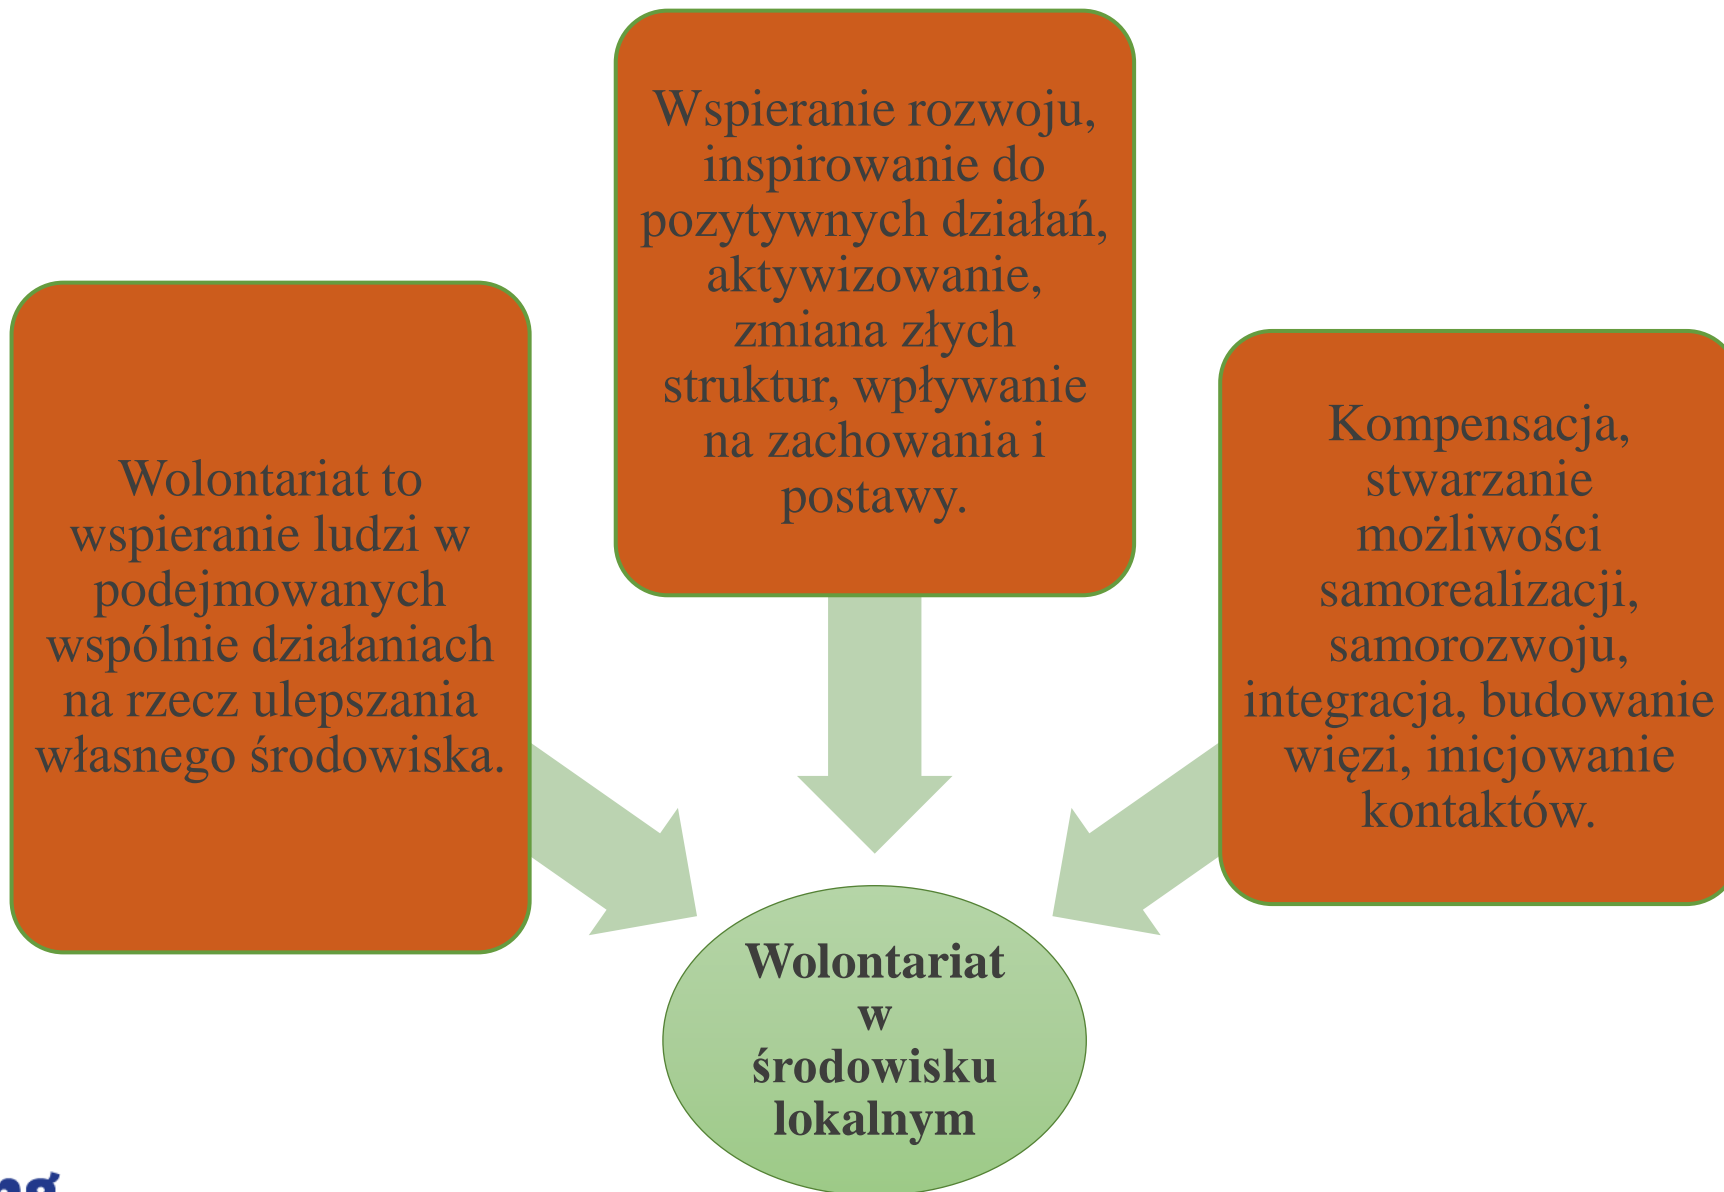 Wspieranie rozwoju,
inspirowanie do
pozytywnych działań,
aktywizowanie,
zmiana złych
struktur, wpływanie
na zachowania i
postawy.
Wolontariat to
wspieranie ludzi w
podejmowanych
wspólnie działaniach
na rzecz ulepszania
własnego środowiska.
Kompensacja,
stwarzanie
możliwości
samorealizacji,
samorozwoju,
integracja, budowanie
więzi, inicjowanie
kontaktów.
Wolontariat
w
środowisku
lokalnym